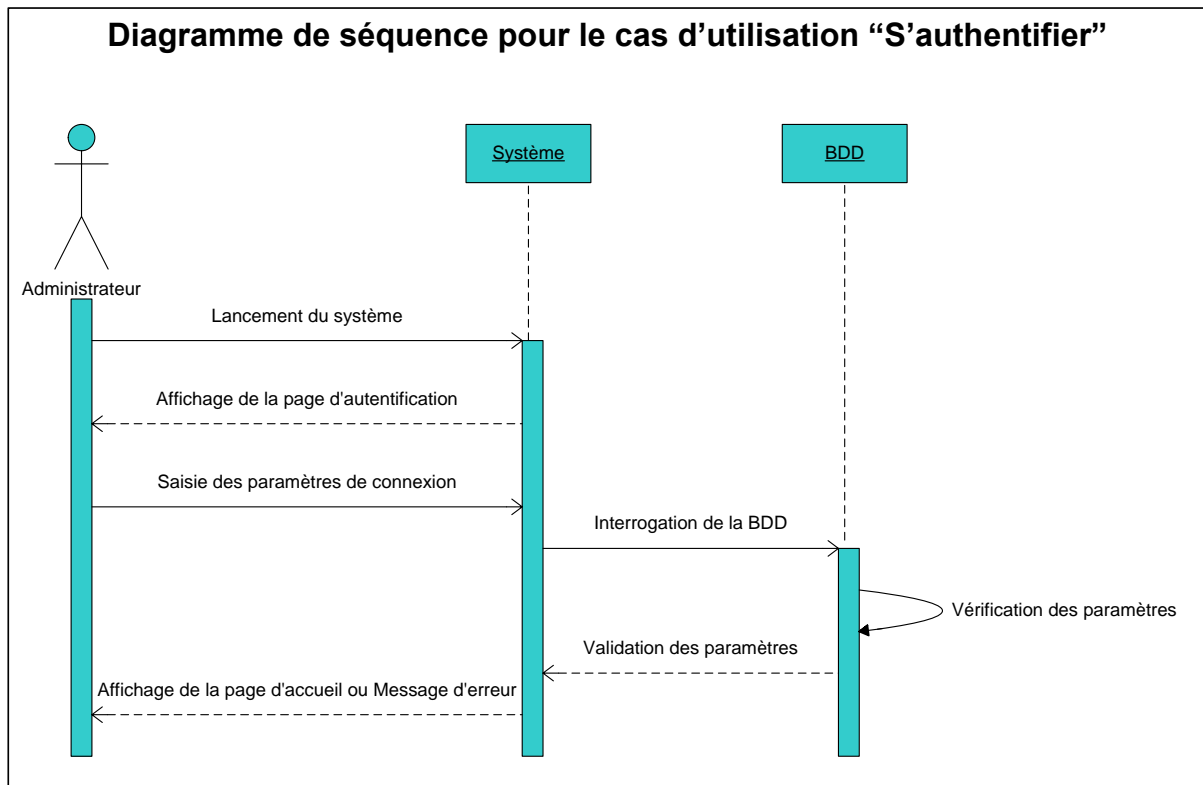 Diagramme de séquence pour le cas d’utilisation “S’authentifier”
Système
BDD
Administrateur
Lancement du système
Affichage de la page d'autentification
Saisie des paramètres de connexion
Interrogation de la BDD
Vérification des paramètres
Validation des paramètres
Affichage de la page d'accueil ou Message d'erreur